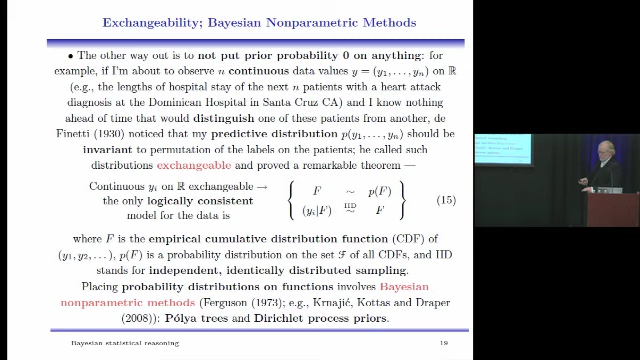 Exchangeability; Bayesian Nonparametric Methods
• The other way out is to not put prior probability 0 on anything: for
example, if I'm about to observe n continuous data values y = (y1, . . . , yn) on ℝ
(e.g., the lengths of hospital stay of the next n patients with a heart attack
diagnosis at the Dominican Hospital in Santa Cruz CA) and I know nothing
ahead of time that would distinguish one of these patients from another, de
Finetti (1930) noticed that my predictive distribution p(y1, . . . , yn) should be
invariant to permutation of the labels on the patients; he called such
distributions exchangeable and proved a remarkable theorem —
Continuous yi on ℝ exchangeable →
the only logically consistent
model for the data is
{ F ∼ p(F)
(yi|F) IID∼ F } (15)
where F is the empirical cumulative distribution function (CDF) of
(y1, y2, . . .), p(F) is a probability distribution on the set ℱ of all CDFs, and IID
stands for independent, identically distributed sampling.
Placing probability distributions on functions involves Bayesian
nonparametric methods (Ferguson (1973); e.g., Krnajić, Kottas and Draper
(2008)): Pólya trees and Dirichlet process priors.
Bayesian statistical reasoning 19